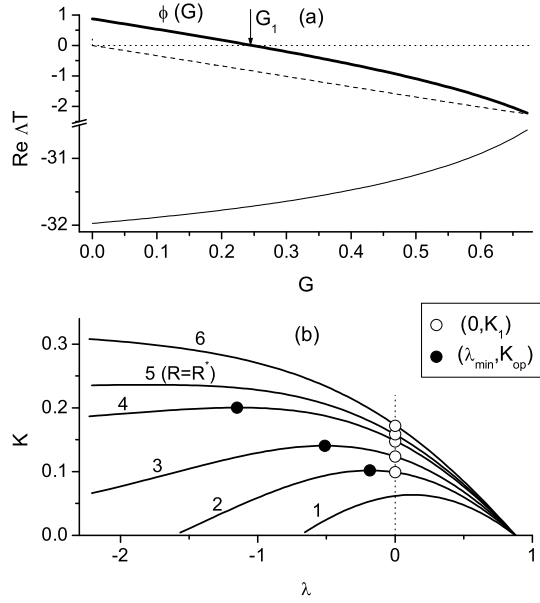 ϕ (G)
G₁
(a)
1
0
-1
-2
-31
-32
Re ΛT
0.0 0.1 0.2 0.3 0.4 0.5 0.6
G
(b)
(0,K₁)
(λ_min,K_op)
0.3
0.2
0.1
0.0
K
6
5 (R=R*)
4
3
2
1
-2 -1 0 1
λ